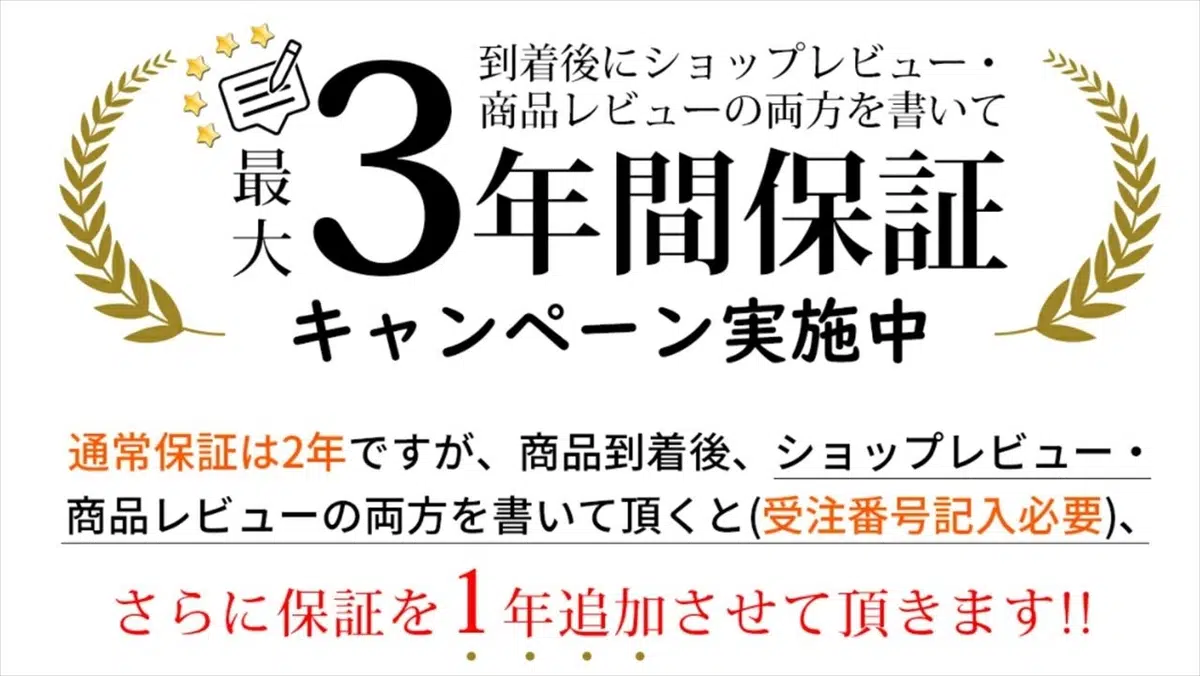 到着後にショップレビュー・
商品レビューの両方を書いて
最大
3年間保証
キャンペーン実施中
通常保証は2年ですが、商品到着後、ショップレビュー・
商品レビューの両方を書いて頂くと(受注番号記入必要)、
さらに保証を1年追加させて頂きます!!